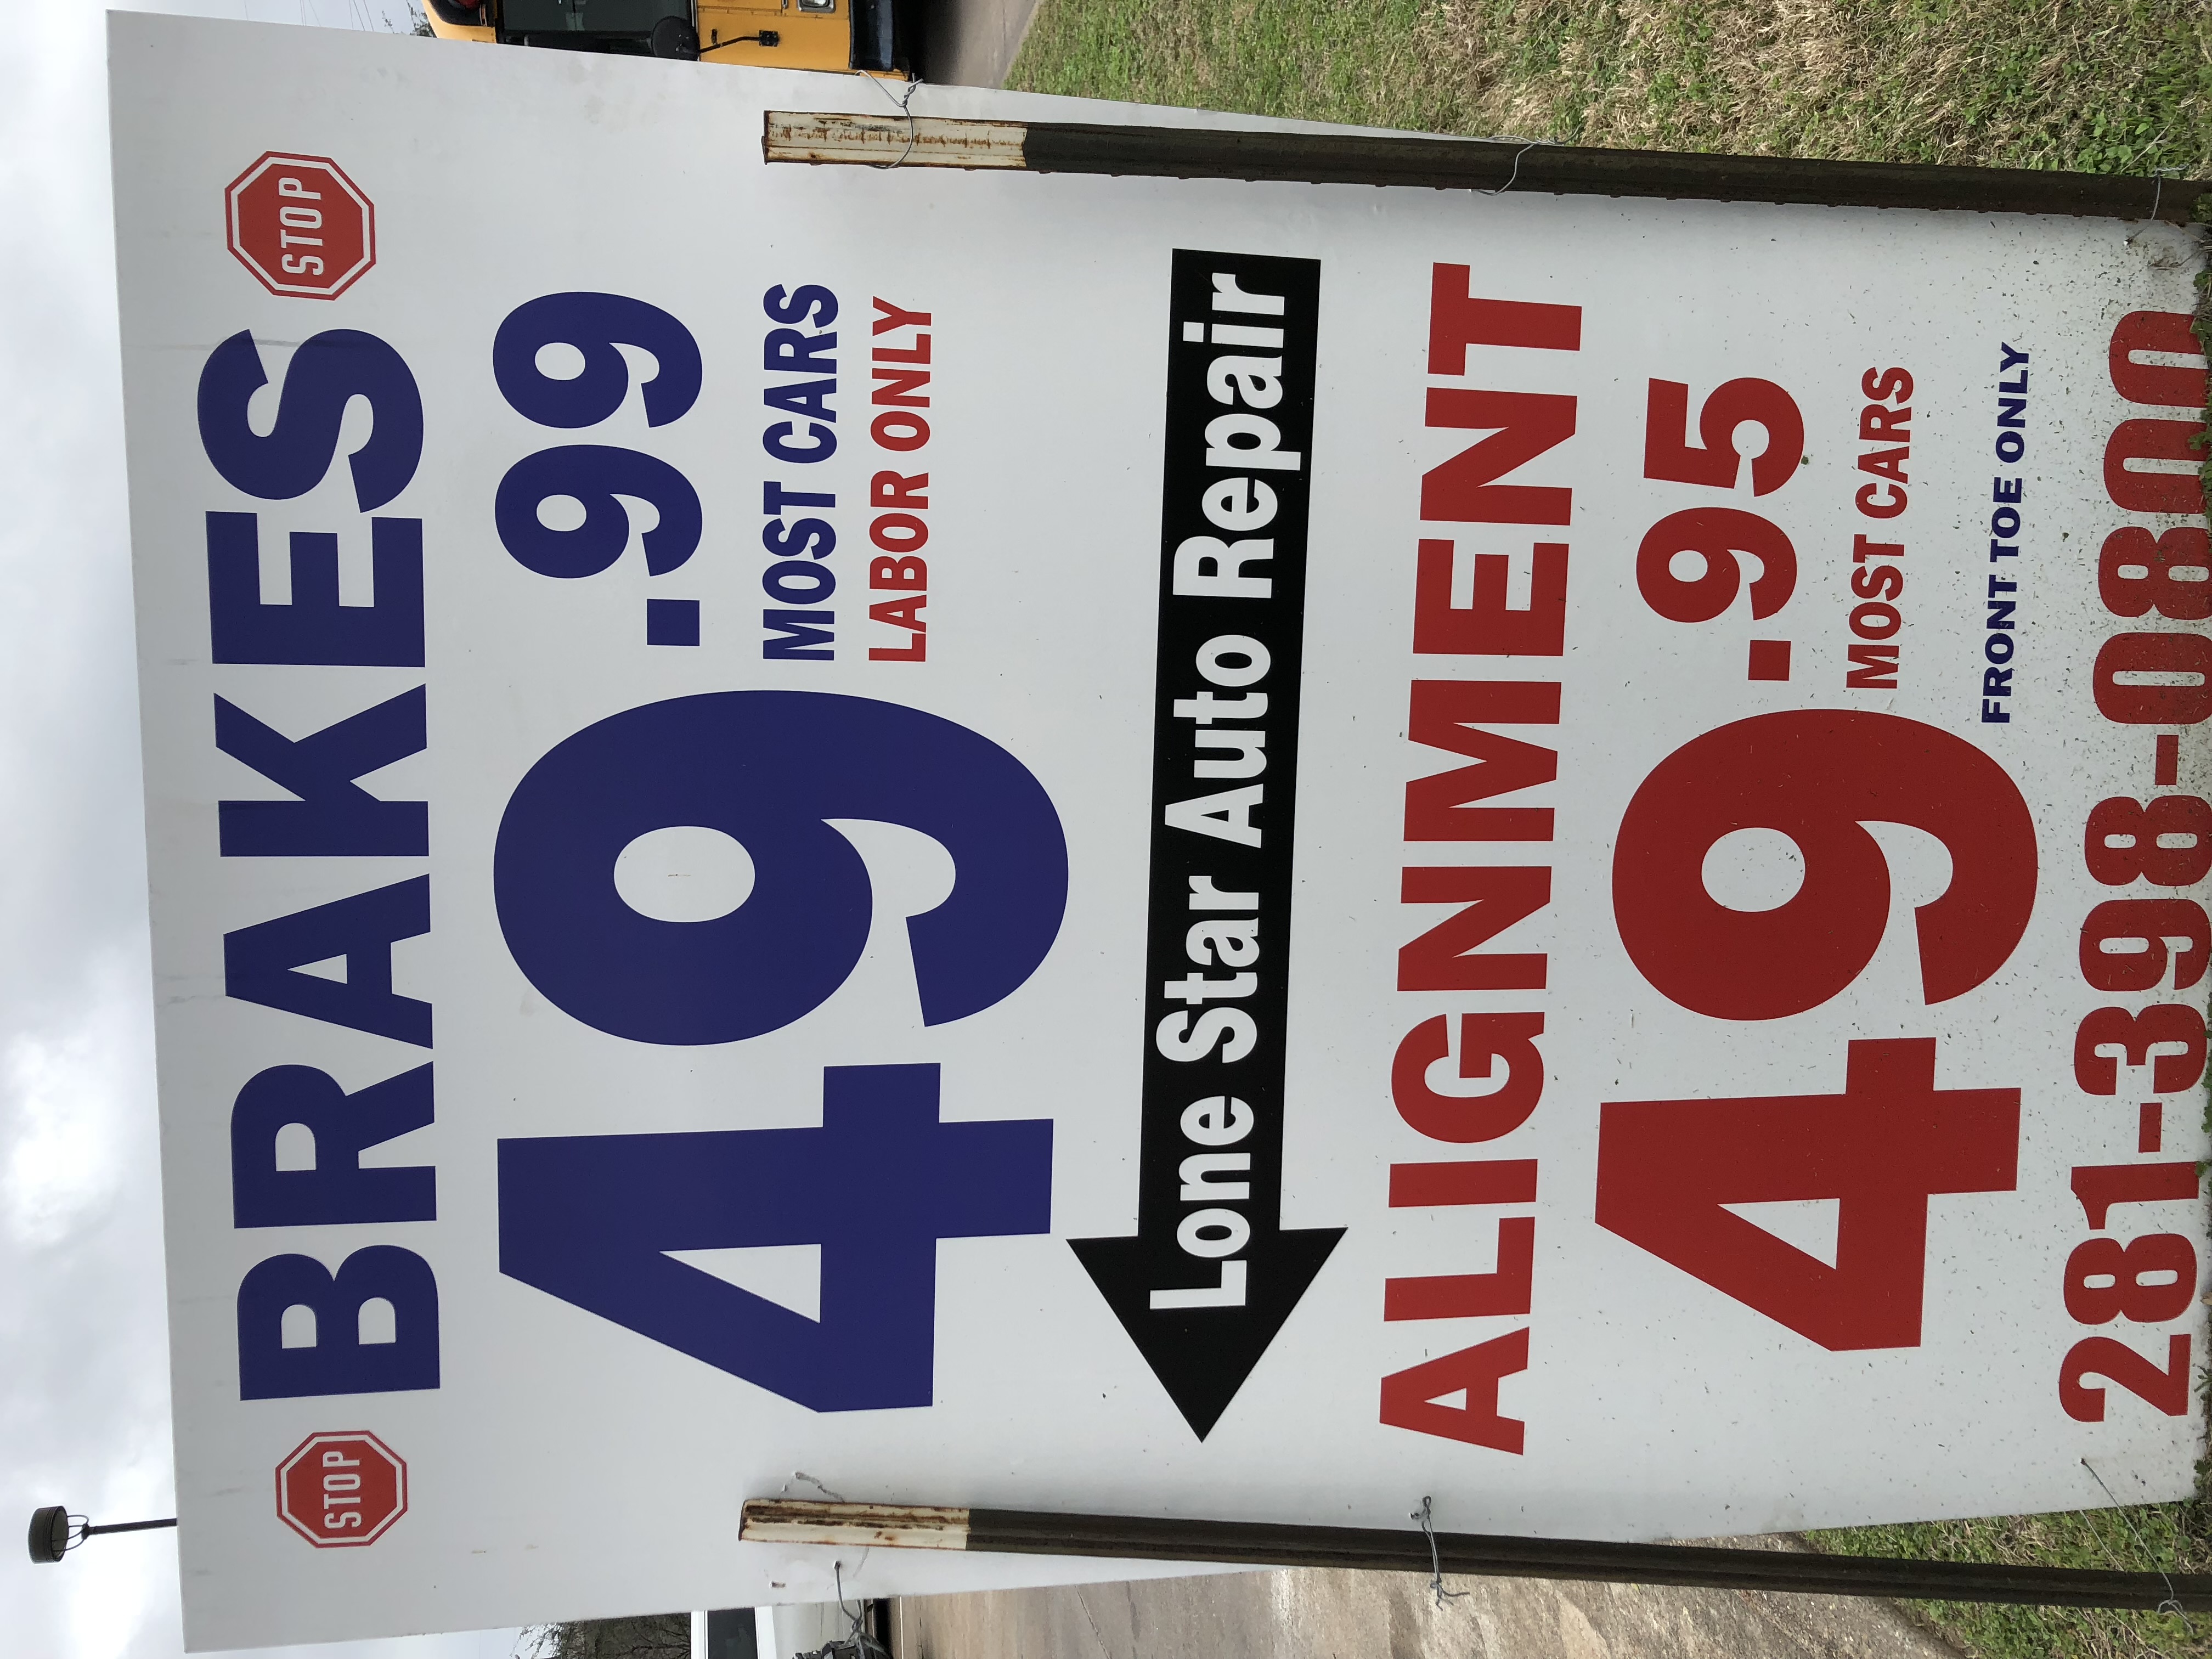 STOP BRAKES STOP
49.99
MOST CARS
LABOR ONLY
Lone Star Auto Repair
ALIGNMENT
49.95
MOST CARS
FRONT TOE ONLY
281-398-0800